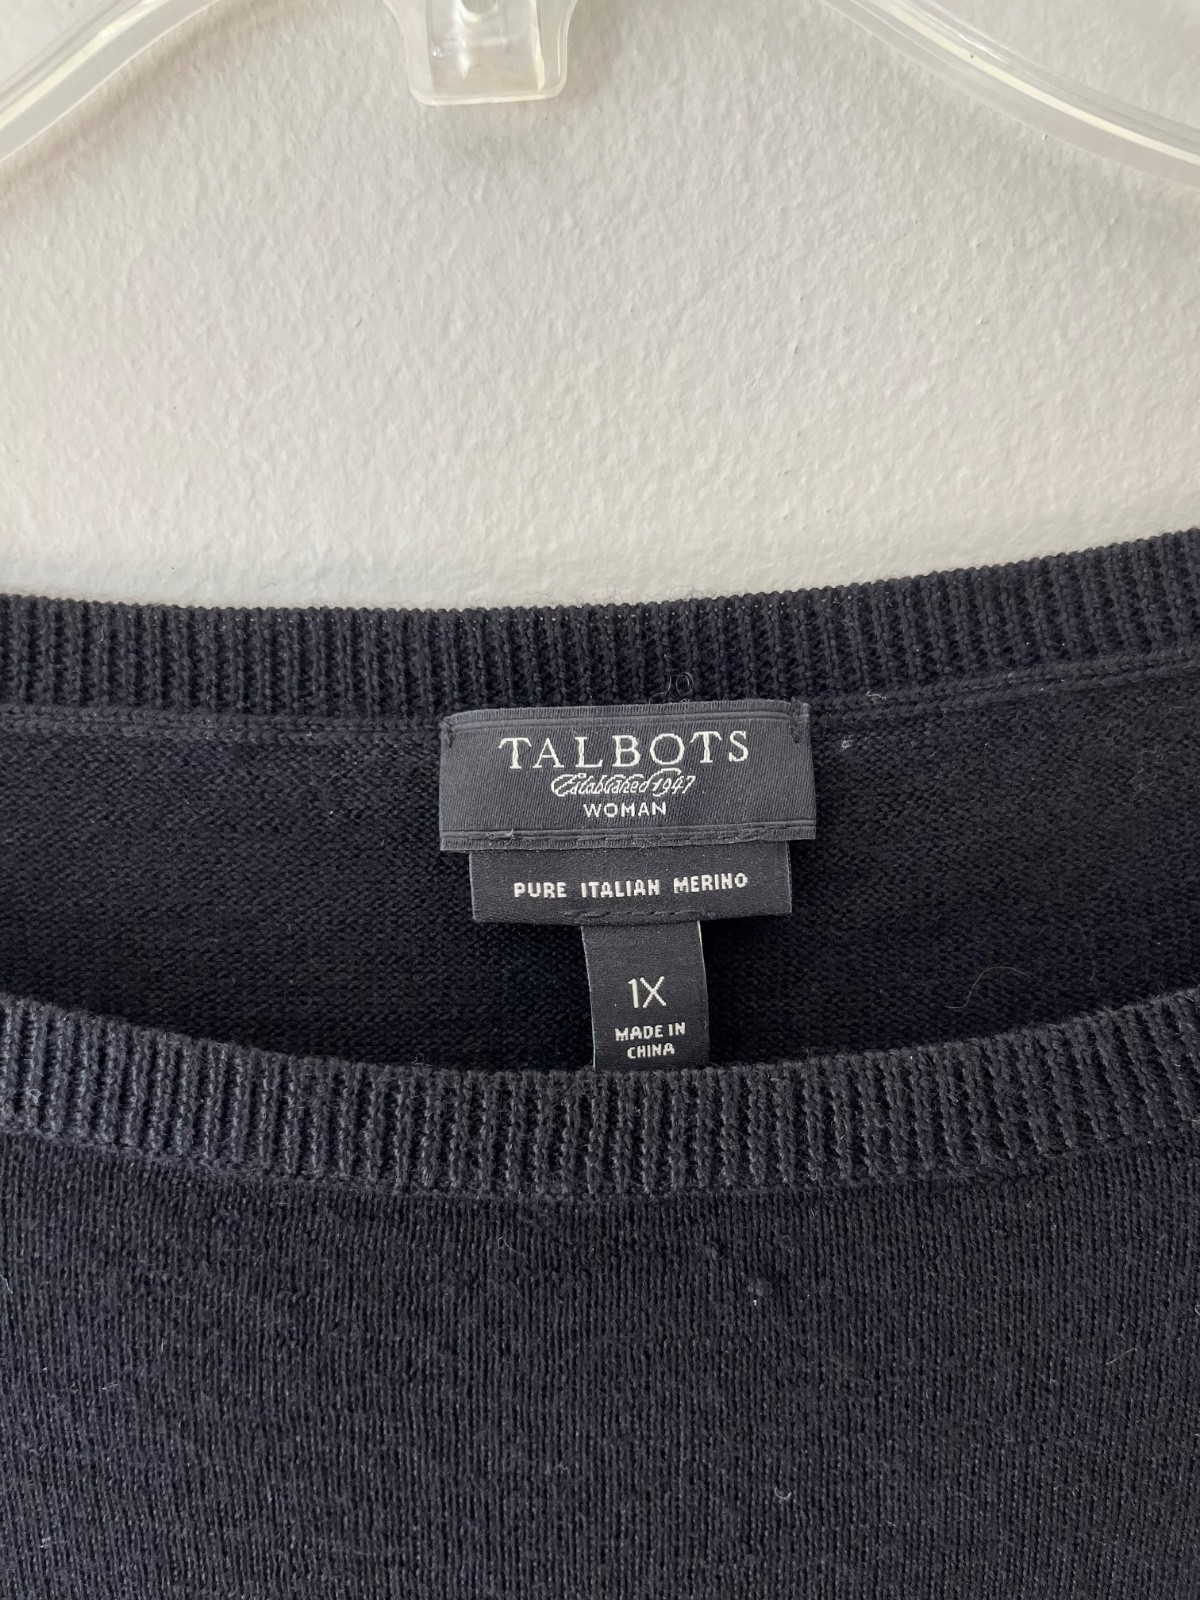 TALBOTS
Established 1947
WOMAN
PURE ITALIAN MERINO
1X
MADE IN
CHINA